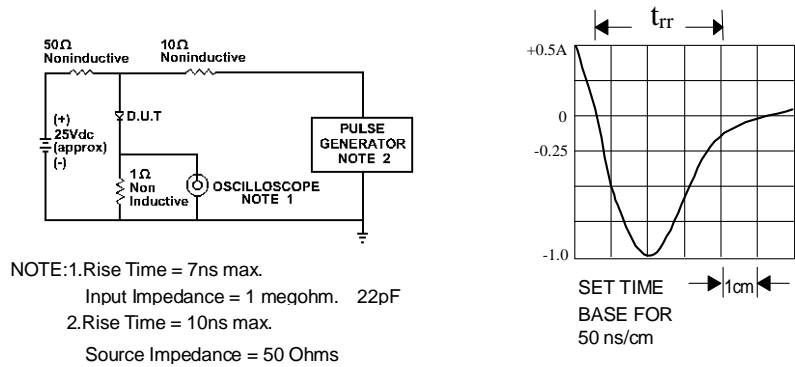 50Ω
Noninductive
10Ω
Noninductive
(+)
25Vdc
(approx)
(-)
D.U.T
1Ω
Non
Inductive
OSCILLOSCOPE
NOTE 1
PULSE
GENERATOR
NOTE 2
NOTE:1.Rise Time = 7ns max.
Input Impedance = 1 megohm. 22pF
2.Rise Time = 10ns max.
Source Impedance = 50 Ohms
trr
+0.5A
0
-0.25
-1.0
SET TIME
BASE FOR
50 ns/cm
1cm